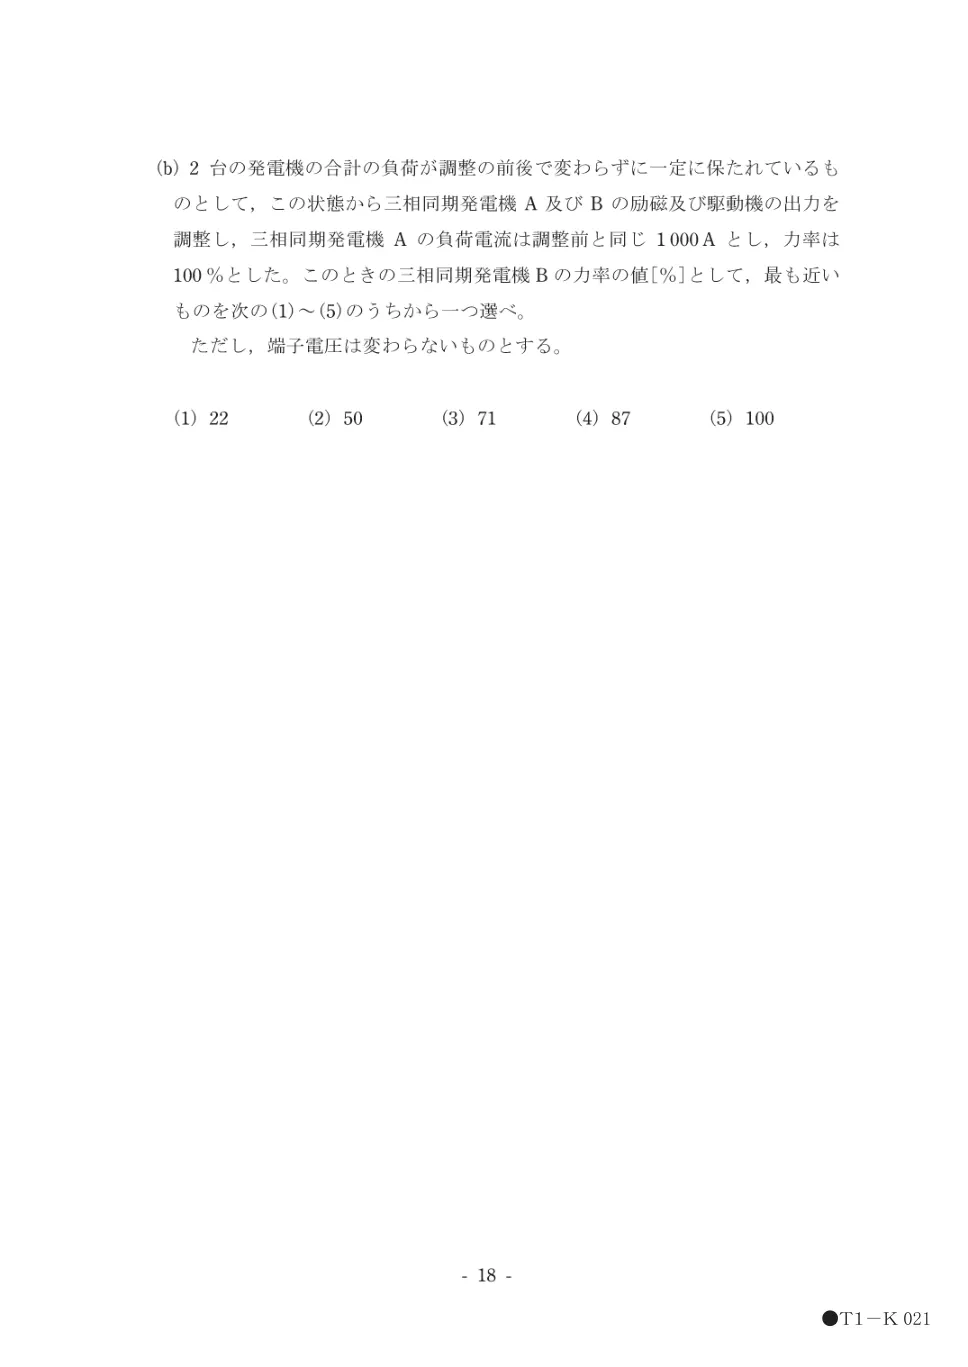 (b) 2 台の発電機の合計の負荷が調整の前後で変わらずに一定に保たれているも
のとして，この状態から三相同期発電機 A 及び B の励磁及び駆動機の出力を
調整し，三相同期発電機 A の負荷電流は調整前と同じ 1000A とし，力率は
100％とした。このときの三相同期発電機 B の力率の値[％]として，最も近い
ものを次の(1)～(5)のうちから一つ選べ。
ただし，端子電圧は変わらないものとする。
(1) 22 (2) 50 (3) 71 (4) 87 (5) 100
- 18 -
●T1－K 021